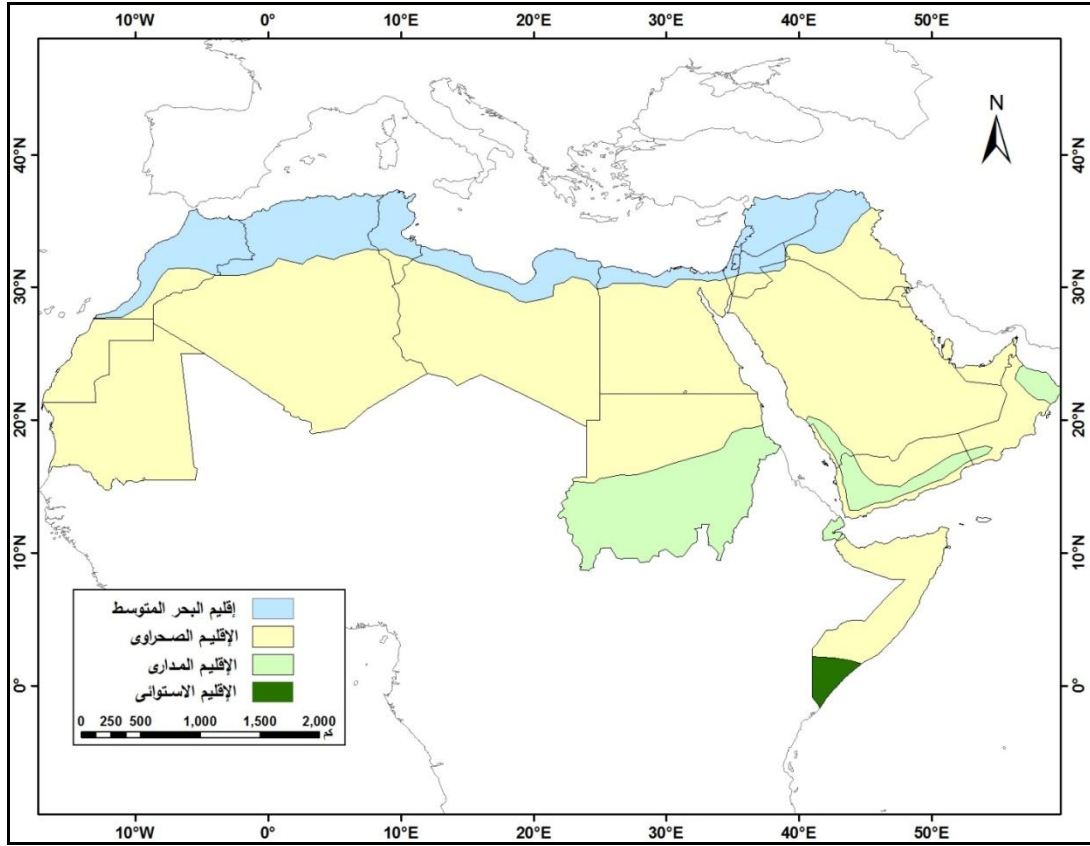 10°W 0° 10°E 20°E 30°E 40°E 50°E
N
40°N 40°N
30°N 30°N
20°N 20°N
10°N 10°N
0° 0°
إقليم البحر المتوسط
الإقليم الصحراوى
الإقليم المدارى
الإقليم الاستوائى
0 250 500 1,000 1,500 2,000
كم
10°W 0° 10°E 20°E 30°E 40°E 50°E